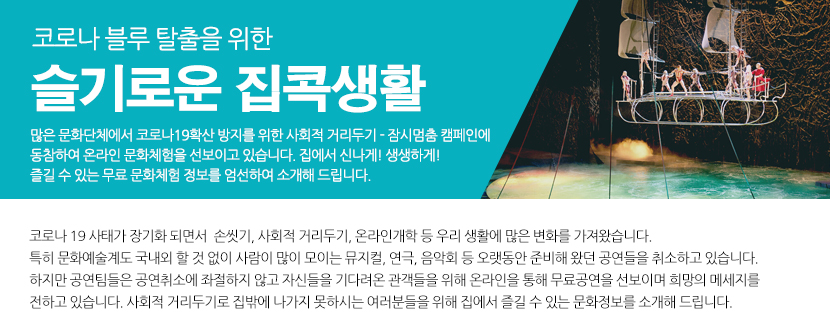 코로나 블루 탈출을 위한
슬기로운 집콕생활
많은 문화단체에서 코로나19확산 방지를 위한 사회적 거리두기 - 잠시멈춤 캠페인에
동참하여 온라인 문화체험을 선보이고 있습니다. 집에서 신나게! 생생하게!
즐길 수 있는 무료 문화체험 정보를 엄선하여 소개해 드립니다.
코로나 19 사태가 장기화 되면서 손씻기, 사회적 거리두기, 온라인개학 등 우리 생활에 많은 변화를 가져왔습니다.
특히 문화예술계도 국내외 할 것 없이 사람이 많이 모이는 뮤지컬, 연극, 음악회 등 오랫동안 준비해 왔던 공연들을 취소하고 있습니다.
하지만 공연팀들은 공연취소에 좌절하지 않고 자신들을 기다려온 관객들을 위해 온라인을 통해 무료공연을 선보이며 희망의 메세지를
전하고 있습니다. 사회적 거리두기로 집밖에 나가지 못하시는 여러분들을 위해 집에서 즐길 수 있는 문화정보를 소개해 드립니다.